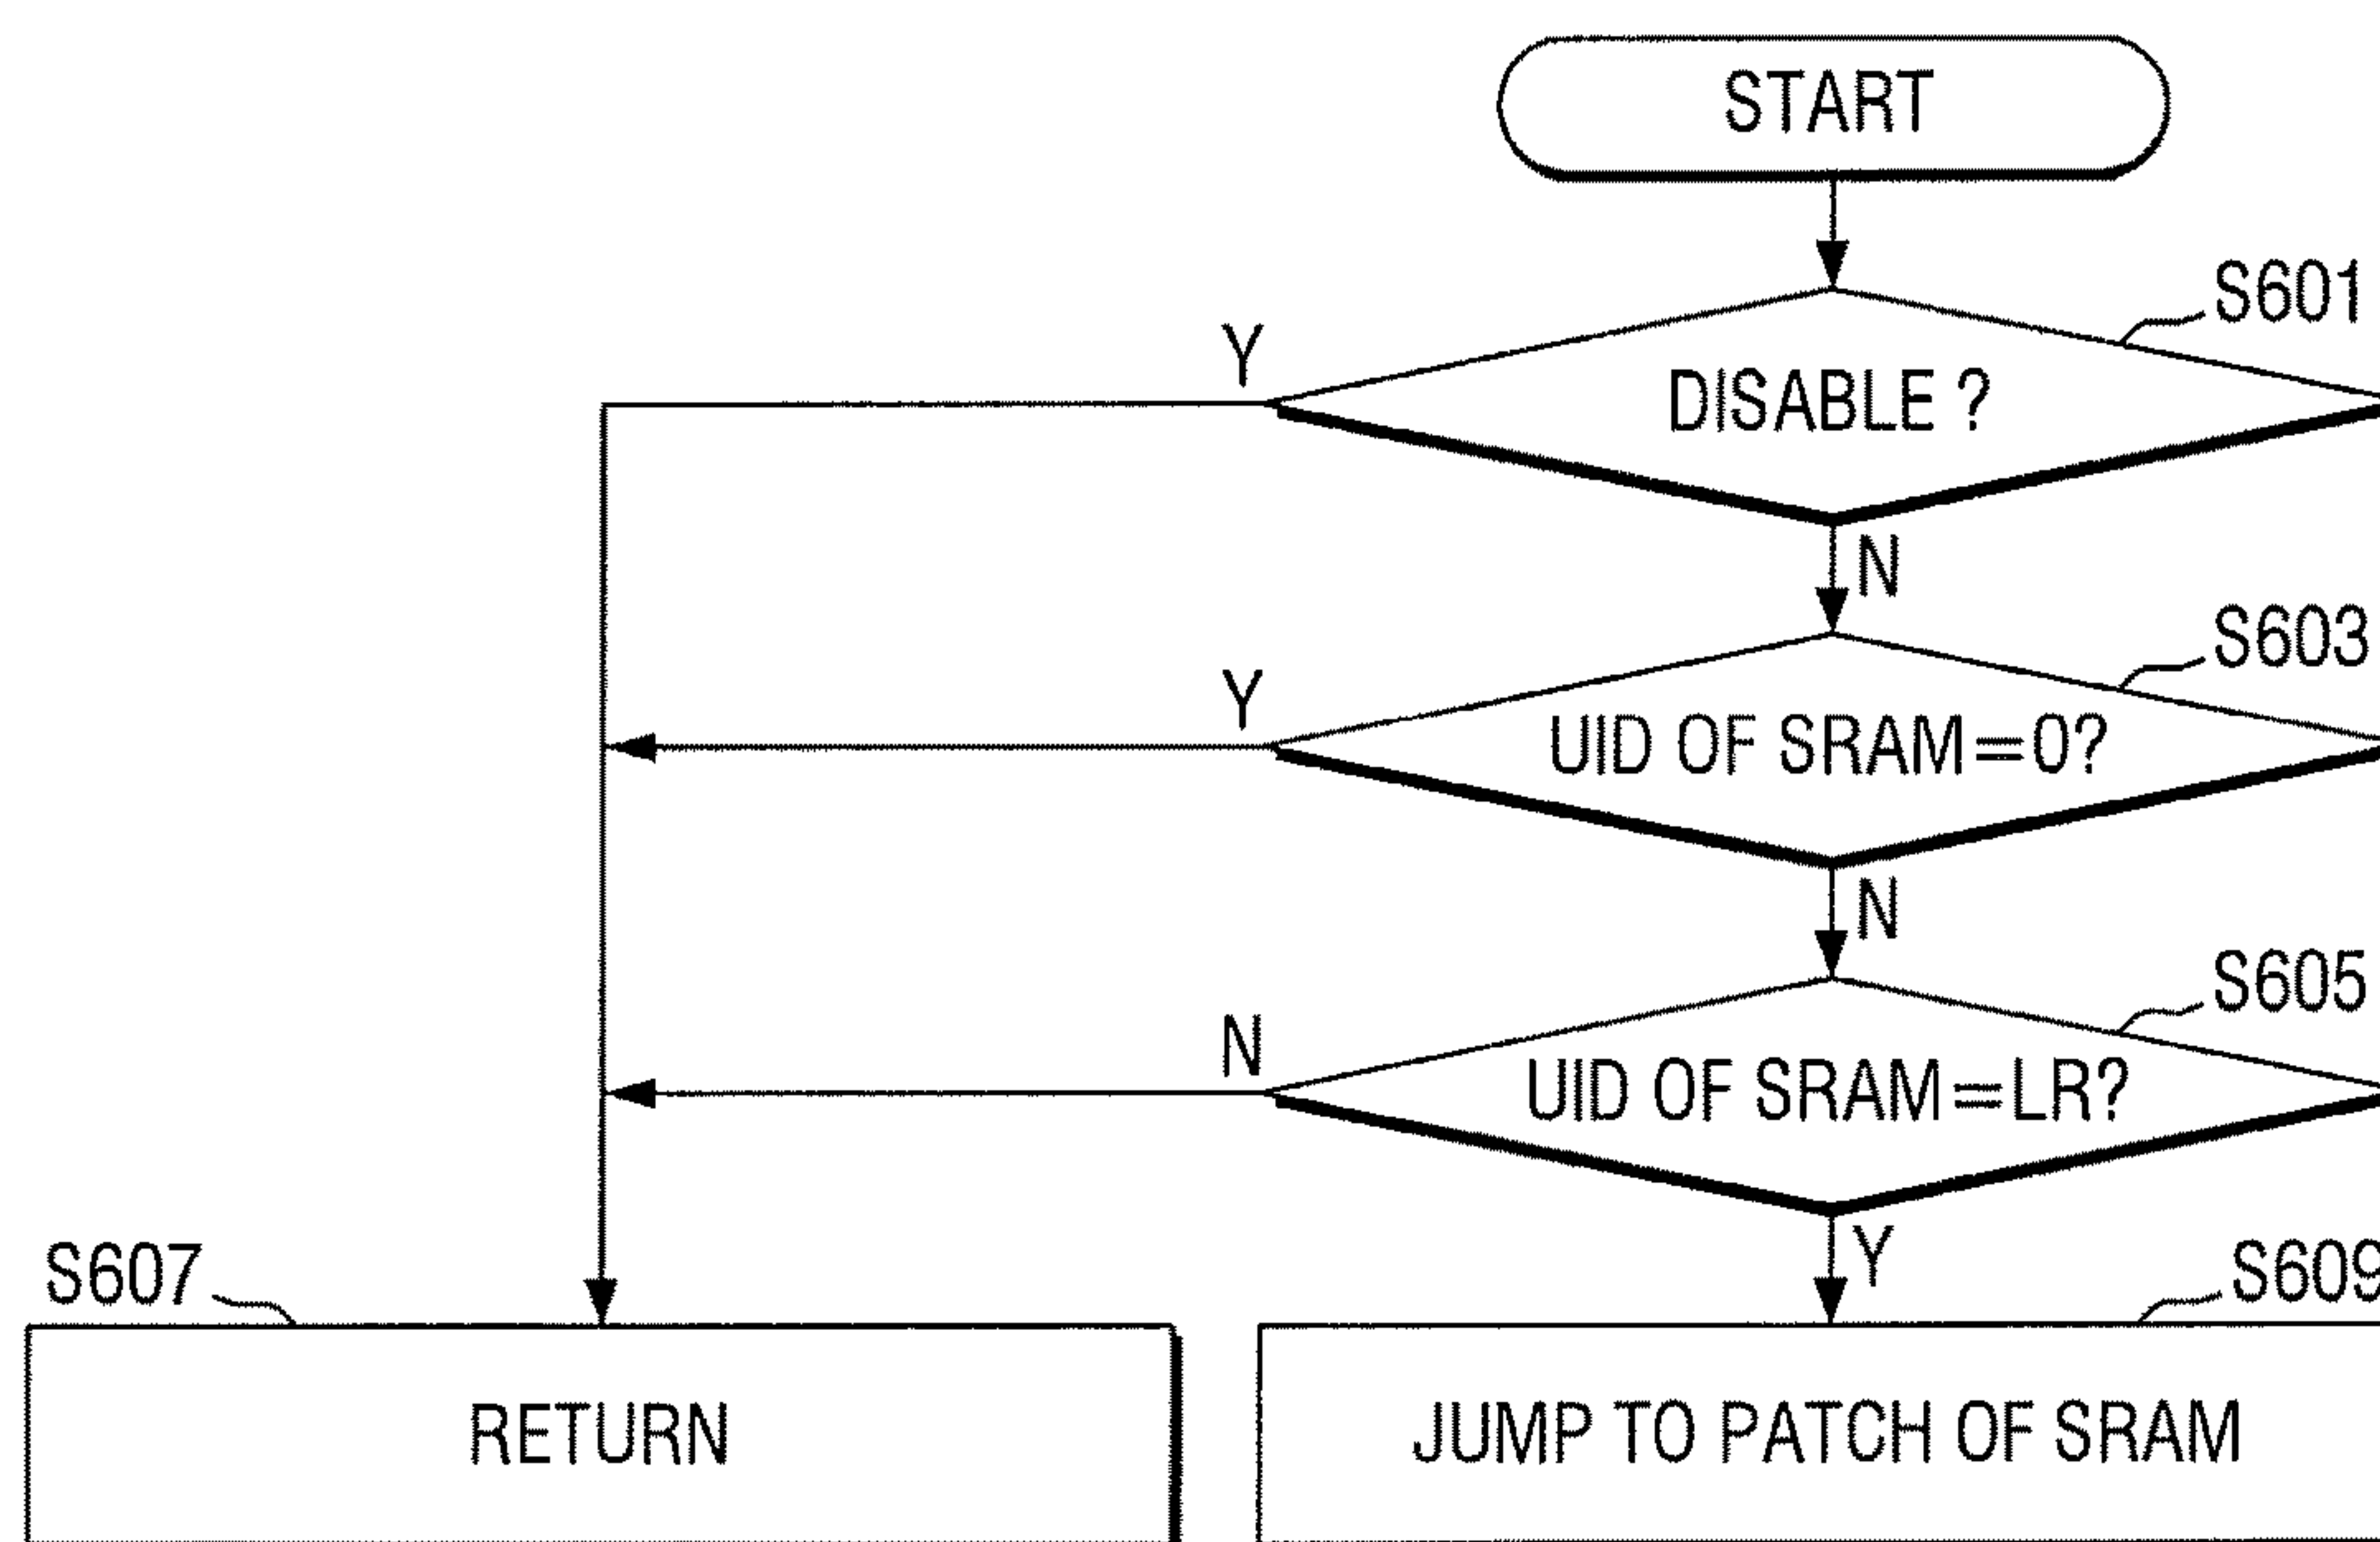 START
S601
Y
DISABLE ?
N
S603
Y
UID OF SRAM=0?
N
S605
N
UID OF SRAM=LR?
Y
S607
S609
RETURN
JUMP TO PATCH OF SRAM